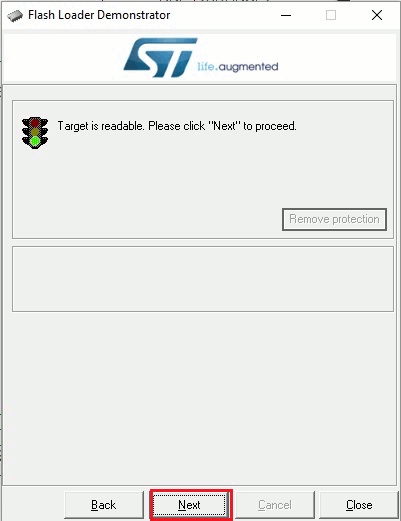 Flash Loader Demonstrator
ST
life.augmented
Target is readable. Please click "Next" to proceed.
Remove protection
Back
Next
Cancel
Close